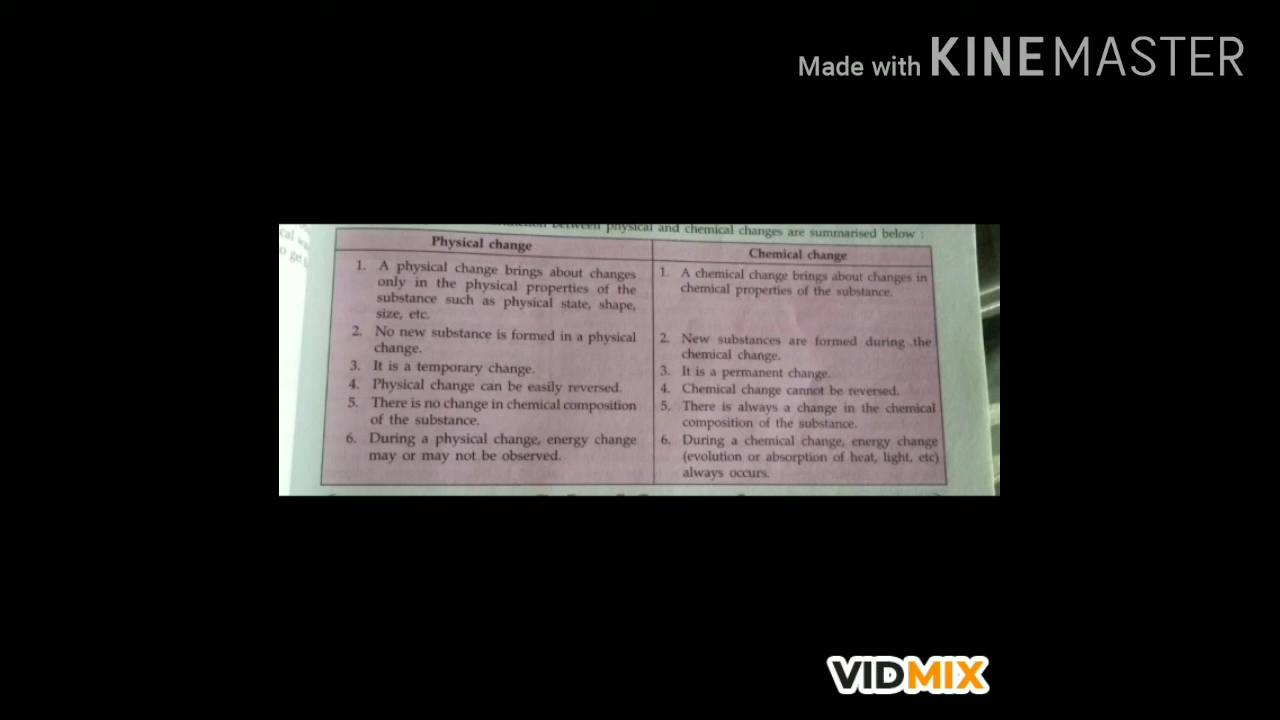 Made with KINEMASTER
between physical and chemical changes are summarised below :
Physical change
1. A physical change brings about changes
only in the physical properties of the
substance such as physical state, shape,
size, etc.
2. No new substance is formed in a physical
change.
3. It is a temporary change.
4. Physical change can be easily reversed.
5. There is no change in chemical composition
of the substance.
6. During a physical change, energy change
may or may not be observed.
Chemical change
1. A chemical change brings about changes in
chemical properties of the substance.
2. New substances are formed during the
chemical change.
3. It is a permanent change.
4. Chemical change cannot be reversed.
5. There is always a change in the chemical
composition of the substance.
6. During a chemical change, energy change
(evolution or absorption of heat, light, etc)
always occurs.
VIDMIX